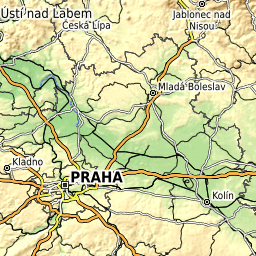 Jablonec nad
Nisou
Ústí nad Labem
Česká Lípa
Mladá Boleslav
Kladno
PRAHA
Kolín